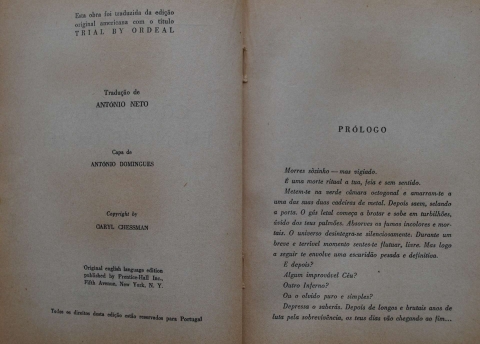 Esta obra foi traduzida da edição
original americana com o título
TRIAL BY ORDEAL
Tradução de
ANTÓNIO NETO
Capa de
ANTÓNIO DOMINGUES
Copyright by
CARYL CHESSMAN
Original english language edition
published by Prentice-Hall Inc.,
Fifth Avenue, New York, N. Y.
Todos os direitos desta edição estão reservados para Portugal
PRÓLOGO
Morres sòzinho — mas vigiado.
É uma morte ritual a tua, feia e sem sentido.
Metem-te na verde câmara octogonal e amarram-te a
uma das suas duas cadeiras de metal. Depois saem, selando
a porta. O gás letal começa a brotar e sobe em turbilhões,
ávido dos teus pulmões. Absorves os fumos incolores e mor-
tais. O universo desintegra-se silenciosamente. Durante um
breve e terrível momento sentes-te flutuar, livre. Mas logo
a seguir te envolve uma escuridão pesada e definitiva.
E depois?
Algum improvável Céu?
Outro Inferno?
Ou o olvido puro e simples?
Depressa o saberás. Depois de longos e brutais anos de
luta pela sobrevivência, os teus dias vão chegando ao fim...